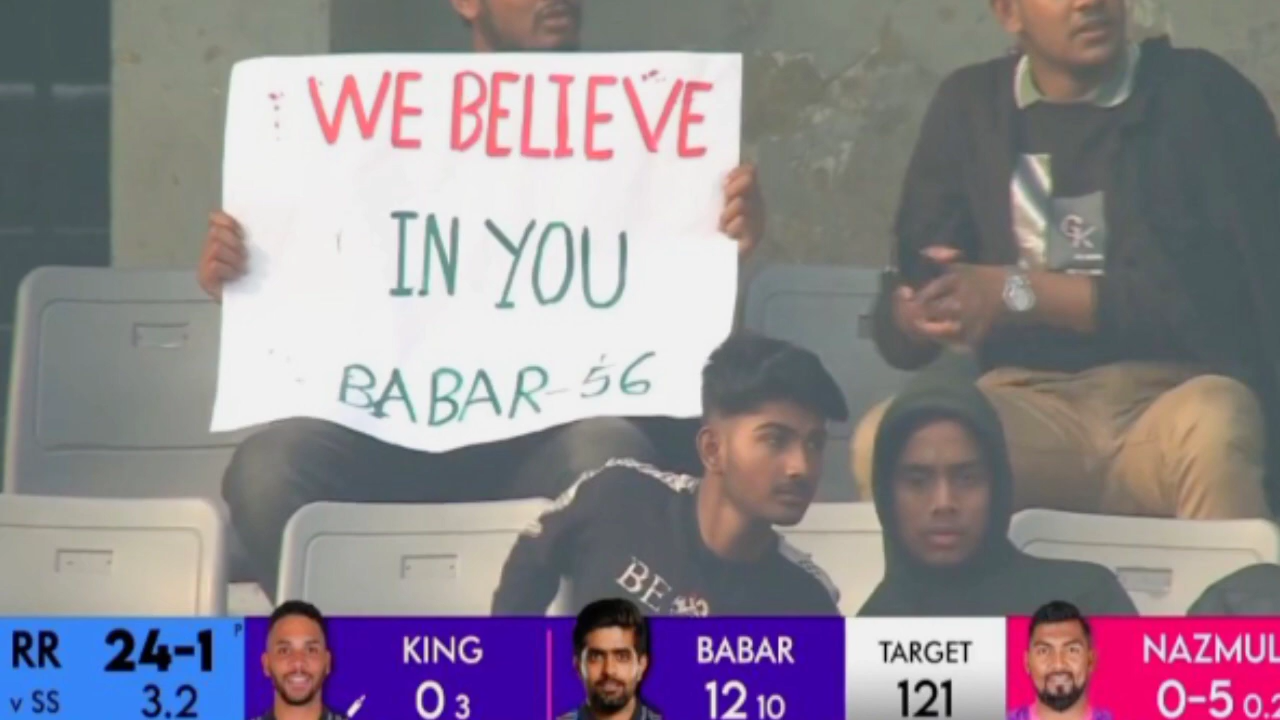 WE BELIEVE
IN YOU
BABAR-56
GK
BE
RR 24-1 P
v SS 3.2
KING
0 3
BABAR
12 10
TARGET
121
NAZMUL
0-5 0.2